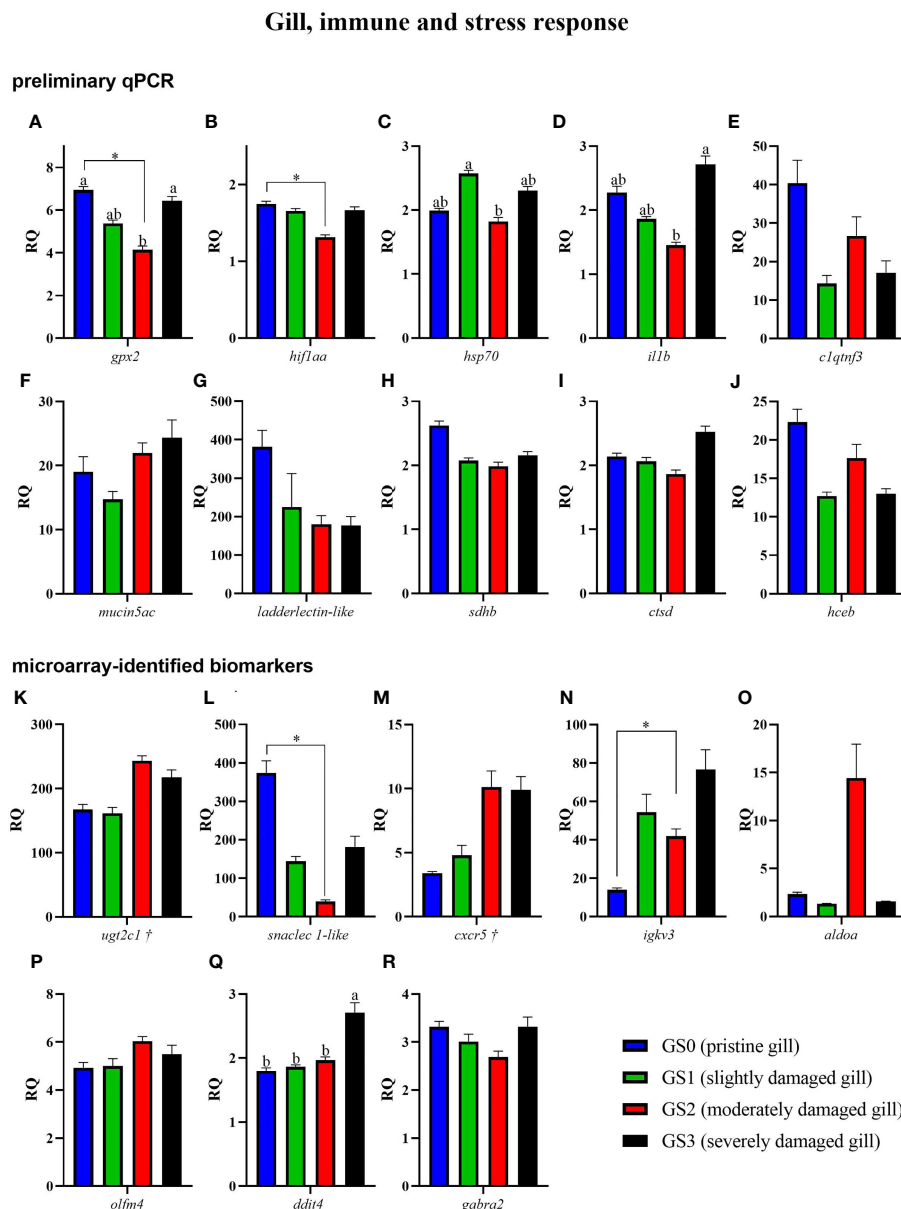 Gill, immune and stress response
preliminary qPCR
A
B
C
D
E
RQ
8
6
4
2
0
a
ab
b
a
*
gpx2
RQ
2
1
0
*
hif1aa
RQ
3
2
1
0
ab
a
b
ab
hsp70
RQ
3
2
1
0
ab
ab
b
a
il1b
RQ
50
40
30
20
10
0
c1qtnf3
F
G
H
I
J
RQ
30
20
10
0
mucin5ac
RQ
400
300
200
100
0
ladderlectin-like
RQ
3
2
1
0
sdhb
RQ
3
2
1
0
ctsd
RQ
25
20
15
10
5
0
hceb
microarray-identified biomarkers
K
L
M
N
O
RQ
300
200
100
0
ugt2c1 †
RQ
500
400
300
200
100
0
*
snaclec 1-like
RQ
15
10
5
0
cxcr5 †
RQ
100
80
60
40
20
0
*
igkv3
RQ
20
15
10
5
0
aldoa
P
Q
R
RQ
8
6
4
2
0
olfm4
RQ
3
2
1
0
b
b
b
a
ddit4
RQ
4
3
2
1
0
gabra2
GS0 (pristine gill)
GS1 (slightly damaged gill)
GS2 (moderately damaged gill)
GS3 (severely damaged gill)